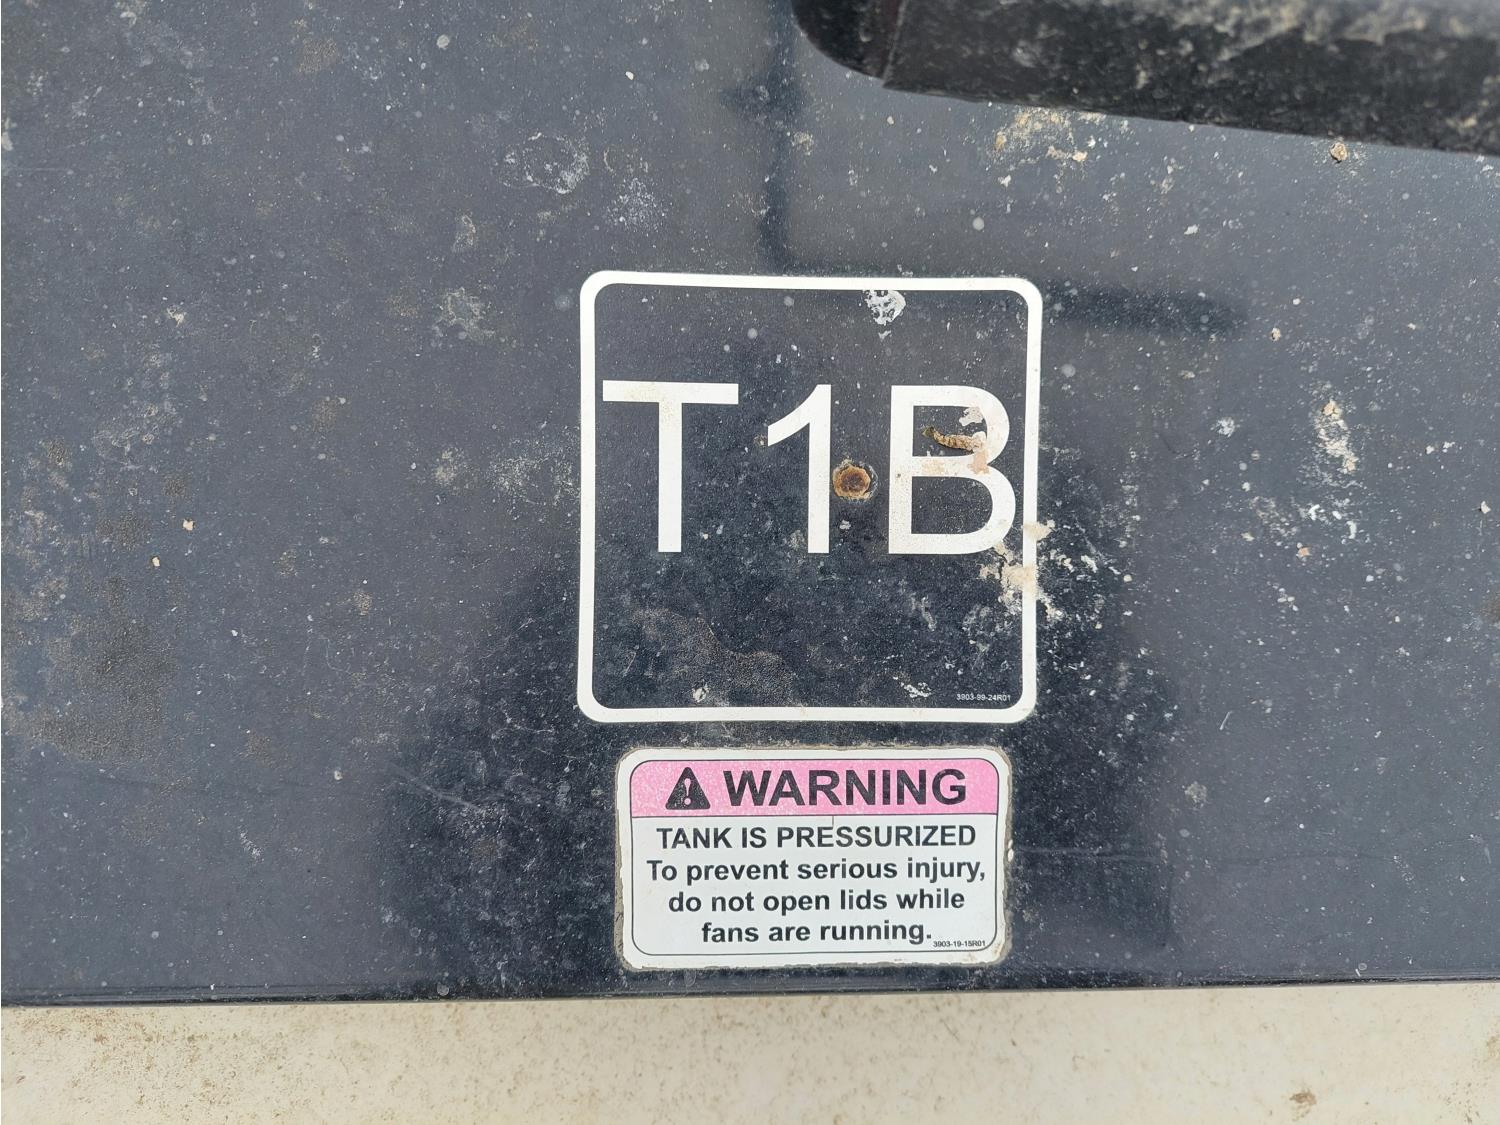 T1B
3903-99-24R01
WARNING
TANK IS PRESSURIZED
To prevent serious injury,
do not open lids while
fans are running.
3903-19-15R01